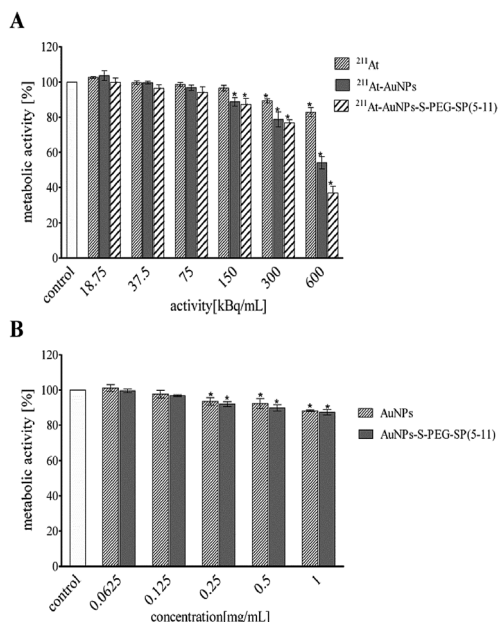 A
metabolic activity [%]
120
100
80
60
40
20
0
control
18.75
37.5
75
150
300
600
activity[kBq/mL]
* * * * * * * *
²¹¹At
²¹¹At-AuNPs
²¹¹At-AuNPs-S-PEG-SP(5-11)
B
metabolic activity [%]
120
100
80
60
40
20
0
control
0.0625
0.125
0.25
0.5
1
concentration[mg/mL]
* * * * * *
AuNPs
AuNPs-S-PEG-SP(5-11)